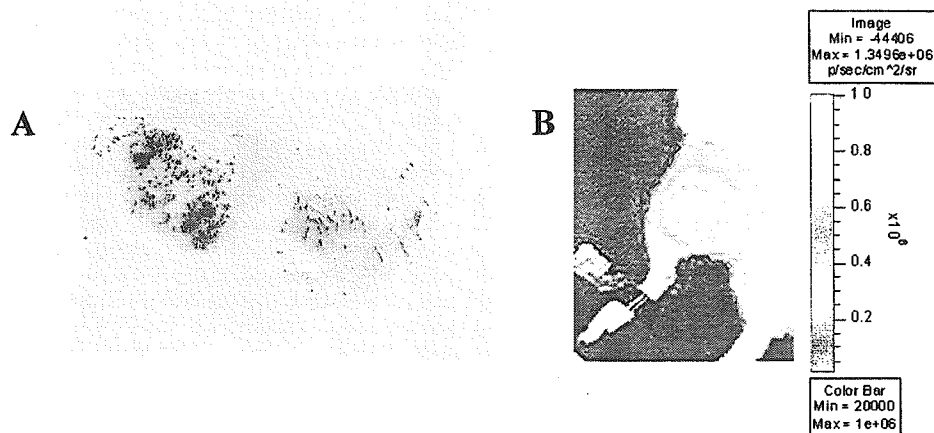 A
B
Image
Min = -44406
Max = 1.3496e+06
p/sec/cm^2/sr
1.0
0.8
0.6
0.4
0.2
x10^6
Color Bar
Min = 20000
Max = 1e+06